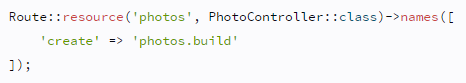 Route::resource('photos', PhotoController::class)->names([
    'create' => 'photos.build'
]);